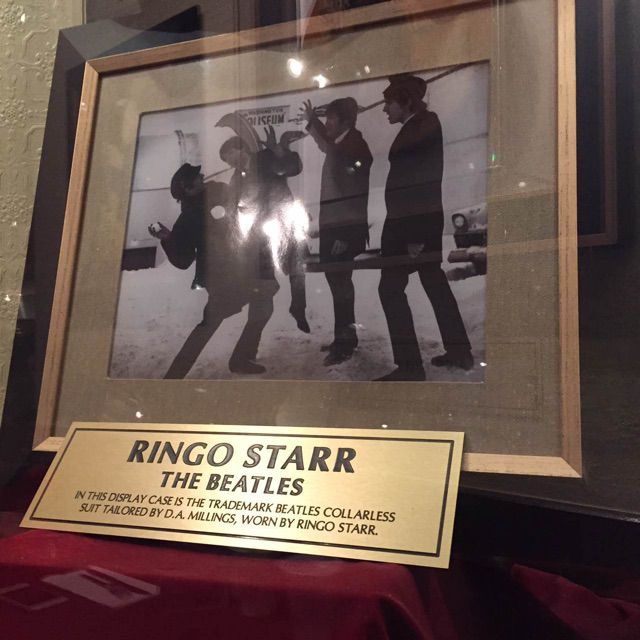 COLISEUM
RINGO STARR
THE BEATLES
IN THIS DISPLAY CASE IS THE TRADEMARK BEATLES COLLARLESS
SUIT TAILORED BY D.A. MILLINGS, WORN BY RINGO STARR.